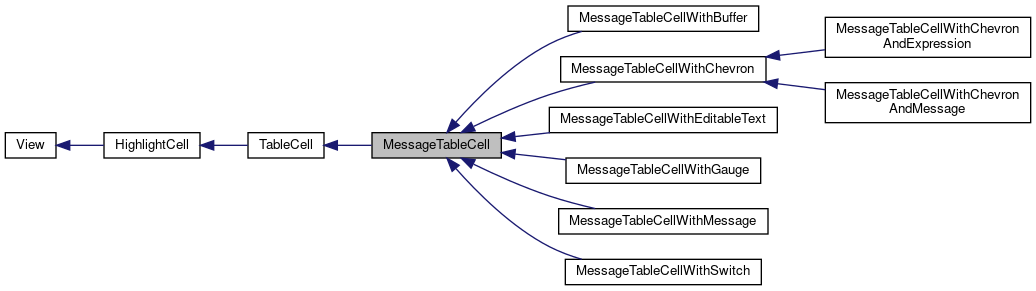 View
HighlightCell
TableCell
MessageTableCell
MessageTableCellWithBuffer
MessageTableCellWithChevron
MessageTableCellWithEditableText
MessageTableCellWithGauge
MessageTableCellWithMessage
MessageTableCellWithSwitch
MessageTableCellWithChevron
AndExpression
MessageTableCellWithChevron
AndMessage